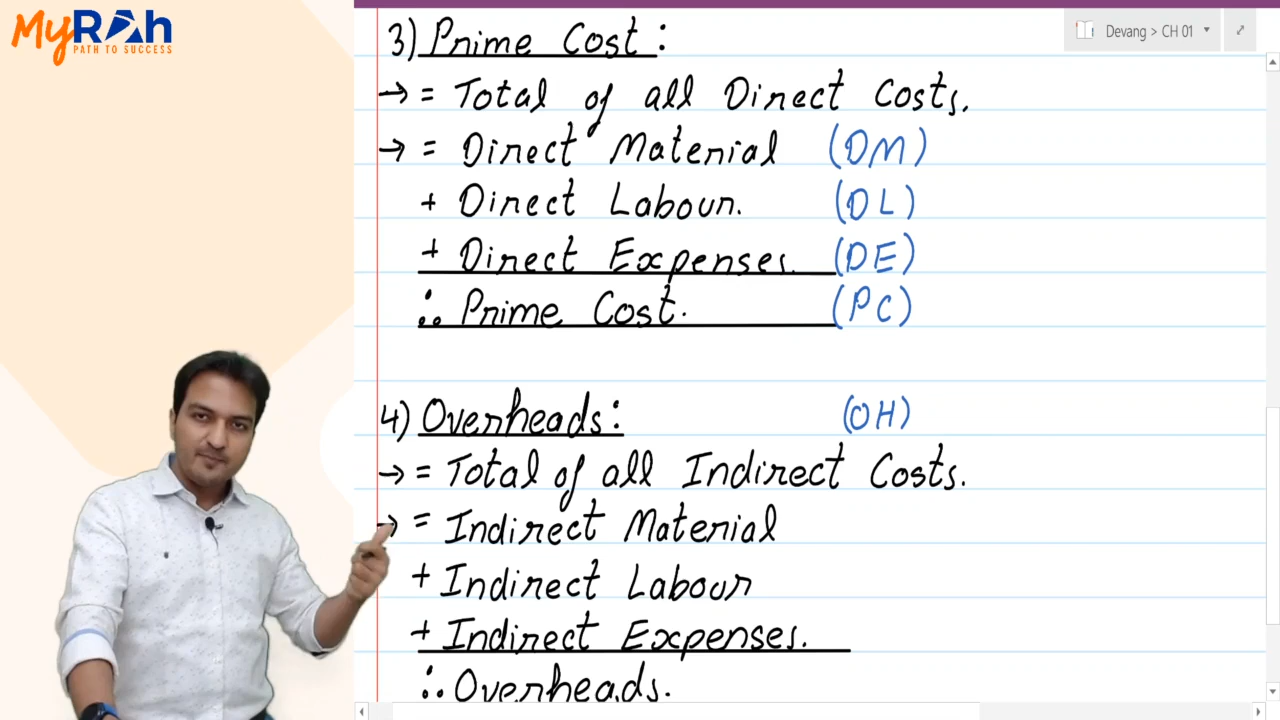 MyRAh
PATH TO SUCCESS
Devang > CH 01
3) Prime Cost:
→ = Total of all Direct Costs.
→ = Direct Material (DM)
+ Direct Labour. (DL)
+ Direct Expenses. (DE)
∴ Prime Cost. (PC)
4) Overheads: (OH)
→ = Total of all Indirect Costs.
→ = Indirect Material
+ Indirect Labour
+ Indirect Expenses.
∴ Overheads.